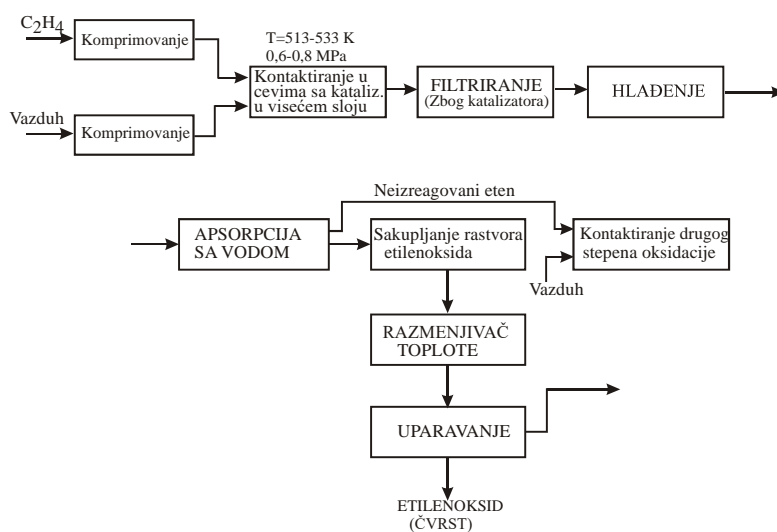 C2H4
Komprimovanje
Vazduh
Komprimovanje
T=513-533 K
0,6-0,8 MPa
Kontaktiranje u
cevima sa kataliz.
u visećem sloju
FILTRIRANJE
(Zbog katalizatora)
HLAĐENJE
Neizreagovani eten
APSORPCIJA
SA VODOM
Sakupljanje rastvora
etilenoksida
Kontaktiranje drugog
stepena oksidacije
Vazduh
RAZMENJIVAČ
TOPLOTE
UPARAVANJE
ETILENOKSID
(ČVRST)